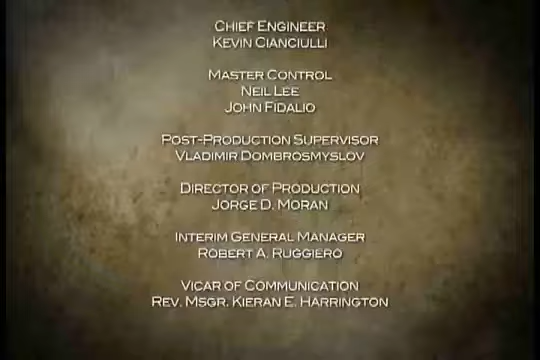 CHIEF ENGINEER
KEVIN CIANCIULLI
MASTER CONTROL
NEIL LEE
JOHN FIDALIO
POST-PRODUCTION SUPERVISOR
VLADIMIR DOMBROSMYSLOV
DIRECTOR OF PRODUCTION
JORGE D. MORAN
INTERIM GENERAL MANAGER
ROBERT A. RUGGIERO
VICAR OF COMMUNICATION
REV. MSGR. KIERAN E. HARRINGTON